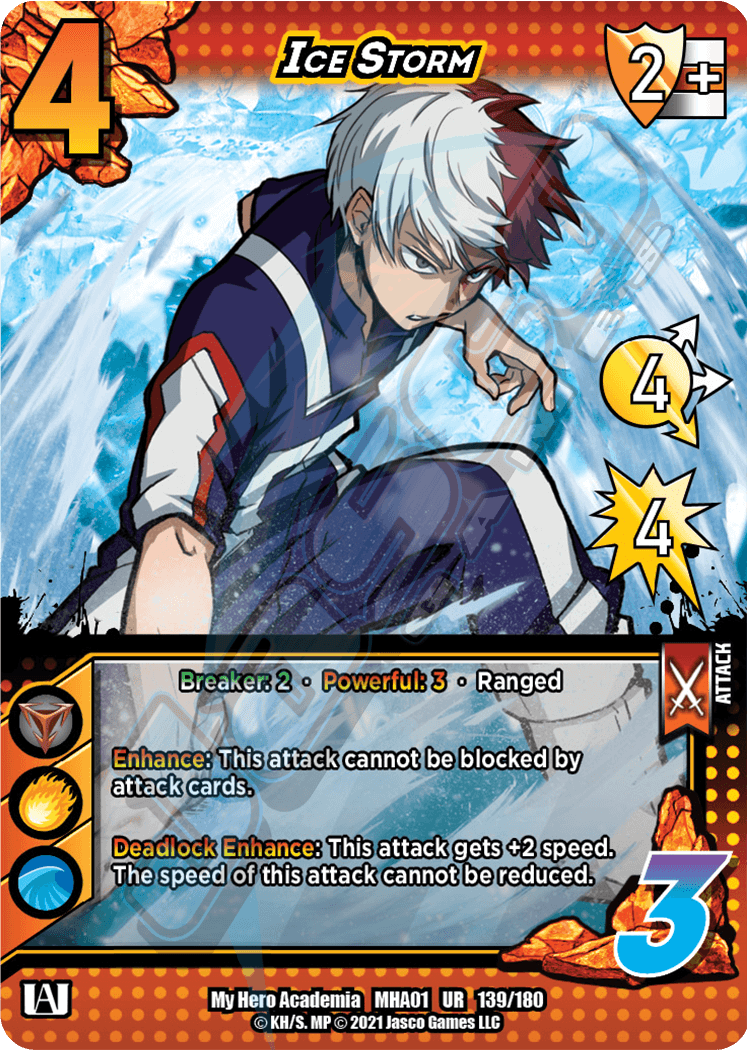 4
ICE STORM
2 +
4
4
ATTACK
Breaker: 2 · Powerful: 3 · Ranged
Enhance: This attack cannot be blocked by
attack cards.
Deadlock Enhance: This attack gets +2 speed.
The speed of this attack cannot be reduced.
3
UA
My Hero Academia MHA01 UR 139/180
© KH/S. MP © 2021 Jasco Games LLC